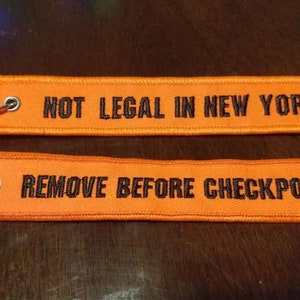 NOT LEGAL IN NEW YOR
REMOVE BEFORE CHECKPO